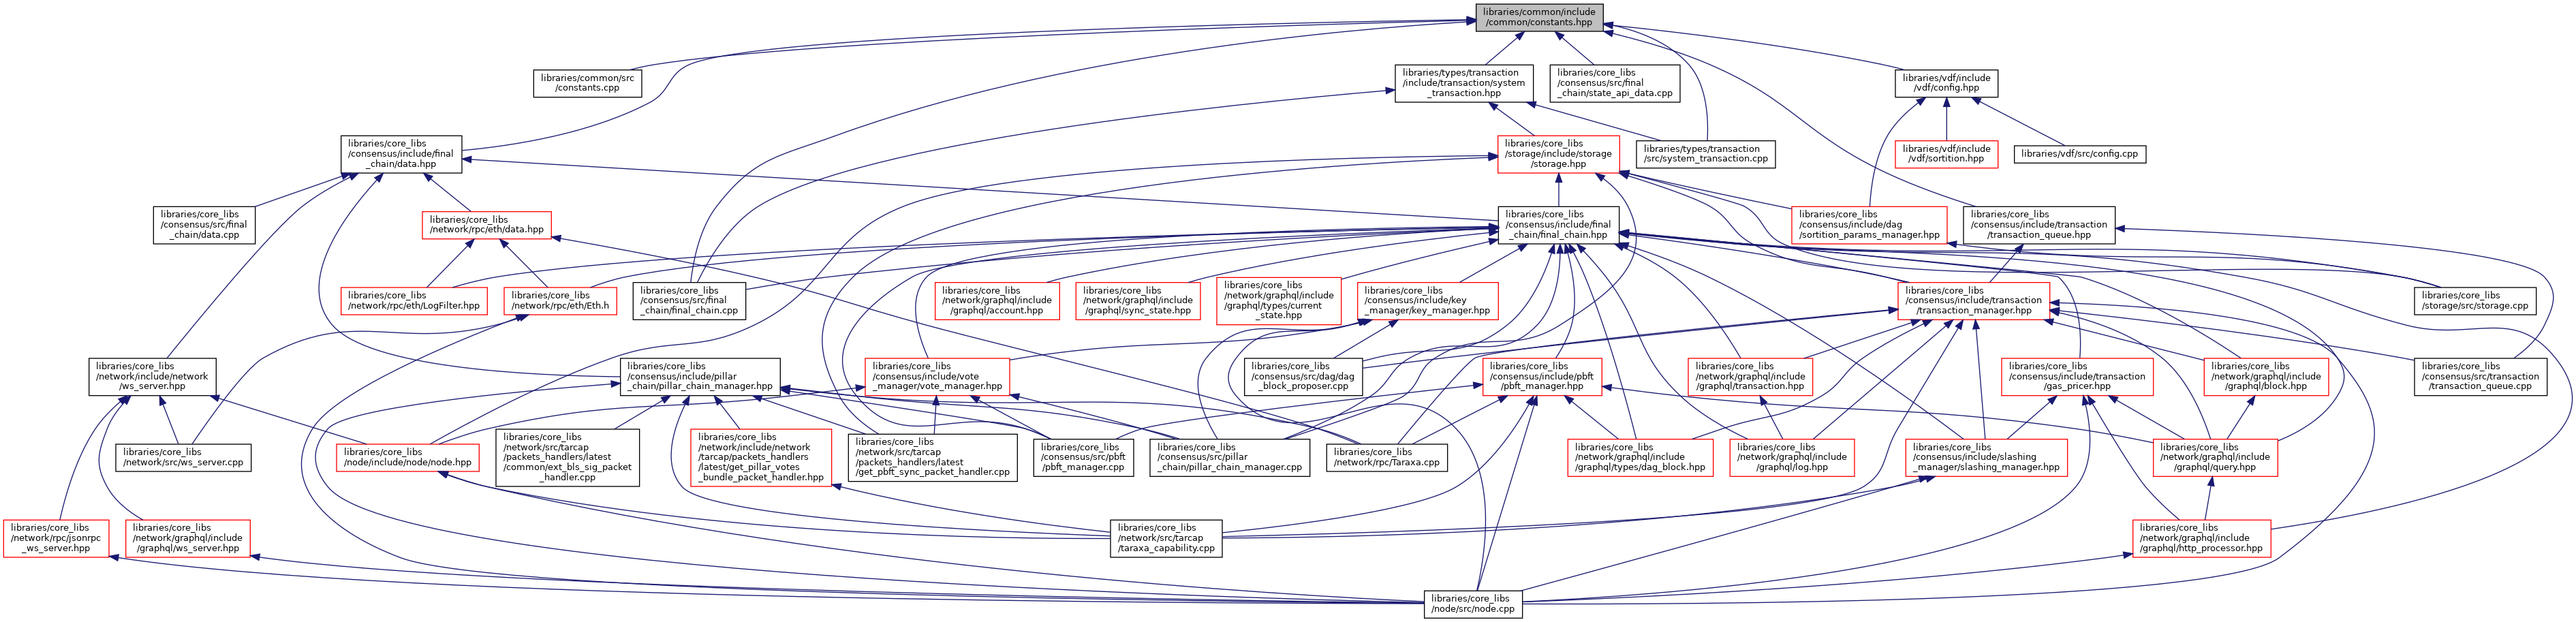 libraries/common/include
/common/constants.hpp
libraries/common/src
/constants.cpp
libraries/types/transaction
/include/transaction/system
_transaction.hpp
libraries/core_libs
/consensus/src/final
_chain/state_api_data.cpp
libraries/vdf/include
/vdf/config.hpp
libraries/core_libs
/consensus/include/final
_chain/data.hpp
libraries/core_libs
/storage/include/storage
/storage.hpp
libraries/types/transaction
/src/system_transaction.cpp
libraries/vdf/include
/vdf/sortition.hpp
libraries/vdf/src/config.cpp
libraries/core_libs
/consensus/src/final
_chain/data.cpp
libraries/core_libs
/network/rpc/eth/data.hpp
libraries/core_libs
/consensus/include/final
_chain/final_chain.hpp
libraries/core_libs
/consensus/include/dag
/sortition_params_manager.hpp
libraries/core_libs
/consensus/include/transaction
/transaction_queue.hpp
libraries/core_libs
/network/rpc/eth/LogFilter.hpp
libraries/core_libs
/network/rpc/eth/Eth.h
libraries/core_libs
/consensus/src/final
_chain/final_chain.cpp
libraries/core_libs
/network/graphql/include
/graphql/account.hpp
libraries/core_libs
/network/graphql/include
/graphql/sync_state.hpp
libraries/core_libs
/network/graphql/include
/graphql/types/current
_state.hpp
libraries/core_libs
/consensus/include/key
_manager/key_manager.hpp
libraries/core_libs
/consensus/include/transaction
/transaction_manager.hpp
libraries/core_libs
/storage/src/storage.cpp
libraries/core_libs
/network/include/network
/ws_server.hpp
libraries/core_libs
/consensus/include/pillar
_chain/pillar_chain_manager.hpp
libraries/core_libs
/consensus/include/vote
_manager/vote_manager.hpp
libraries/core_libs
/consensus/src/dag/dag
_block_proposer.cpp
libraries/core_libs
/consensus/include/pbft
/pbft_manager.hpp
libraries/core_libs
/network/graphql/include
/graphql/transaction.hpp
libraries/core_libs
/consensus/include/transaction
/gas_pricer.hpp
libraries/core_libs
/network/graphql/include
/graphql/block.hpp
libraries/core_libs
/consensus/src/transaction
/transaction_queue.cpp
libraries/core_libs
/network/src/ws_server.cpp
libraries/core_libs
/node/include/node/node.hpp
libraries/core_libs
/network/src/tarcap
/packets_handlers/latest
/common/ext_bls_sig_packet
_handler.cpp
libraries/core_libs
/network/include/network
/tarcap/packets_handlers
/latest/get_pillar_votes
_bundle_packet_handler.hpp
libraries/core_libs
/network/src/tarcap
/packets_handlers/latest
/get_pbft_sync_packet_handler.cpp
libraries/core_libs
/consensus/src/pbft
/pbft_manager.cpp
libraries/core_libs
/consensus/src/pillar
_chain/pillar_chain_manager.cpp
libraries/core_libs
/network/rpc/Taraxa.cpp
libraries/core_libs
/network/graphql/include
/graphql/types/dag_block.hpp
libraries/core_libs
/network/graphql/include
/graphql/log.hpp
libraries/core_libs
/consensus/include/slashing
_manager/slashing_manager.hpp
libraries/core_libs
/network/graphql/include
/graphql/query.hpp
libraries/core_libs
/network/rpc/jsonrpc
_ws_server.hpp
libraries/core_libs
/network/graphql/include
/graphql/ws_server.hpp
libraries/core_libs
/network/src/tarcap
/taraxa_capability.cpp
libraries/core_libs
/network/graphql/include
/graphql/http_processor.hpp
libraries/core_libs
/node/src/node.cpp